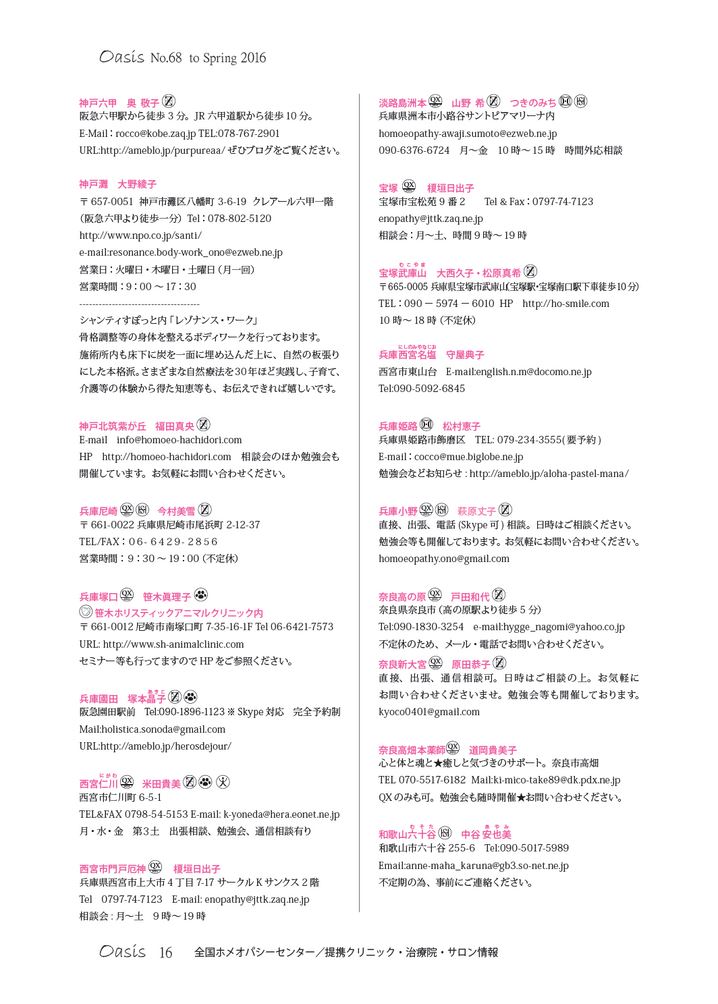 Oasis No.68 to Spring 2016
神戸六甲 奥 敬子
阪急六甲駅から徒歩 3 分。JR 六甲道駅から徒歩 10 分。
E-Mail：rocco@kobe.zaq.jp TEL:078-767-2901
URL:http://ameblo.jp/purpureaa/ ぜひブログをご覧ください。
神戸灘 大野綾子
〒 657-0051 神戸市灘区八幡町 3-6-19 クレアール六甲一階
（阪急六甲より徒歩一分）Tel：078-802-5120
http://www.npo.co.jp/santi/
e-mail:resonance.body-work_ono@ezweb.ne.jp
営業日：火曜日・木曜日・土曜日（月一回）
営業時間：9：00 ～ 17：30
-------------------------------------
シャンティすぽっと内「レゾナンス・ワーク」
骨格調整等の身体を整えるボディワークを行っております。
施術所内も床下に炭を一面に埋め込んだ上に、自然の板張り
にした本格派。さまざまな自然療法を30年ほど実践し、子育て、
介護等の体験から得た知恵等も、お伝えできれば嬉しいです。
神戸北筑紫が丘 福田真央
E-mail info@homoeo-hachidori.com
HP http://homoeo-hachidori.com 相談会のほか勉強会も
開催しています。お気軽にお問い合わせください。
兵庫尼崎 QX 今村美雪
〒 661-0022 兵庫県尼崎市尾浜町 2-12-37
TEL/FAX：０６-６４２９-２８５６
営業時間：9：30 ～ 19：00（不定休）
兵庫塚口 QX 笹木眞理子
笹木ホリスティックアニマルクリニック内
〒 661-0012 尼崎市南塚口町 7-35-16-1F Tel 06-6421-7573
URL: http://www.sh-animalclinic.com
セミナー等も行ってますので HP をご参照ください。
あきこ
兵庫園田 塚本晶子
阪急園田駅前 Tel:090-1896-1123 ※ Skype 対応 完全予約制
Mail:holistica.sonoda@gmail.com
URL:http://ameblo.jp/herosdejour/
にがわ
西宮仁川 QX 米田貴美
西宮市仁川町 6-5-1
TEL&FAX 0798-54-5153 E-mail: k-yoneda@hera.eonet.ne.jp
月・水・金 第3土 出張相談、勉強会、通信相談有り
西宮市門戸厄神 QX 榎垣日出子
兵庫県西宮市上大市 4 丁目 7-17 サークル K サンクス 2 階
Tel 0797-74-7123 E-mail: enopathy@jttk.zaq.ne.jp
相談会：月～土 9 時～ 19 時
淡路島洲本 QX 山野 希 つきのみち
兵庫県洲本市小路谷サントピアマリーナ内
homoeopathy-awaji.sumoto@ezweb.ne.jp
090-6376-6724 月～金 10 時～ 15 時 時間外応相談
宝塚 QX 榎垣日出子
宝塚市宝松苑 9 番 2 Tel & Fax：0797-74-7123
enopathy@jttk.zaq.ne.jp
相談会：月～土、時間 9 時～ 19 時
むこやま
宝塚武庫山 大西久子・松原真希
〒665-0005 兵庫県宝塚市武庫山(宝塚駅・宝塚南口駅下車徒歩10分)
TEL：090 － 5974 － 6010 HP http://ho-smile.com
10 時～ 18 時（不定休）
にしのみやなじお
兵庫西宮名塩 守屋典子
西宮市東山台 E-mail:english.n.m@docomo.ne.jp
Tel:090-5092-6845
兵庫姫路 松村恵子
兵庫県姫路市飾磨区 TEL: 079-234-3555( 要予約 )
E-mail：cocco@mue.biglobe.ne.jp
勉強会などお知らせ : http://ameblo.jp/aloha-pastel-mana/
兵庫小野 QX 萩原丈子
直接、出張、電話 (Skype 可 ) 相談。日時はご相談ください。
勉強会等も開催しております。お気軽にお問い合わせください。
homoeopathy.ono@gmail.com
奈良高の原 QX 戸田和代
奈良県奈良市（高の原駅より徒歩 5 分）
Tel:090-1830-3254 e-mail:hygge_nagomi@yahoo.co.jp
不定休のため、メール・電話でお問い合わせください。
奈良新大宮 QX 原田恭子
直接、出張、通信相談可。日時はご相談の上。お気軽に
お問い合わせくださいませ。勉強会等も開催しております。
kyoco0401@gmail.com
奈良高畑本薬師 QX 道岡貴美子
心と体と魂と★癒しと気づきのサポート。奈良市高畑
TEL 070-5517-6182 Mail:ki-mico-take89@dk.pdx.ne.jp
QX のみも可。勉強会も随時開催★お問い合わせください。
むそた あやみ
和歌山六十谷 中谷 安也美
和歌山市六十谷 255-6 Tel:090-5017-5989
Email:anne-maha_karuna@gb3.so-net.ne.jp
不定期の為、事前にご連絡ください。
Oasis 16 全国ホメオパシーセンター／提携クリニック・治療院・サロン情報